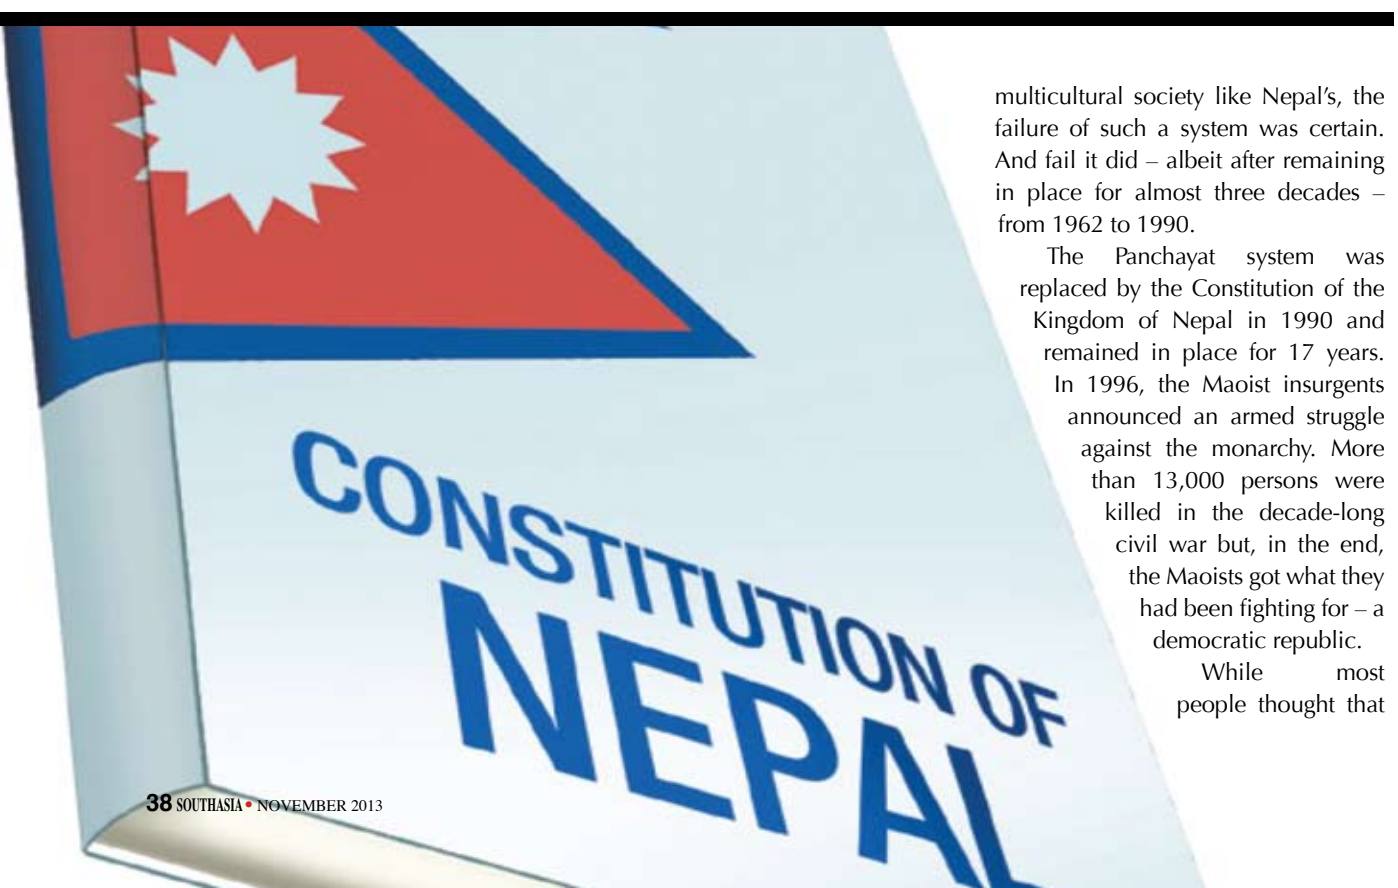 multicultural society like Nepal’s, the
failure of such a system was certain.
And fail it did – albeit after remaining
in place for almost three decades –
from 1962 to 1990.
The Panchayat system was
replaced by the Constitution of the
Kingdom of Nepal in 1990 and
remained in place for 17 years.
In 1996, the Maoist insurgents
announced an armed struggle
against the monarchy. More
than 13,000 persons were
killed in the decade-long
civil war but, in the end,
the Maoists got what they
had been fighting for – a
democratic republic.
While most
people thought that
CONSTITUTION OF
NEPAL
38 SOUTHASIA • NOVEMBER 2013